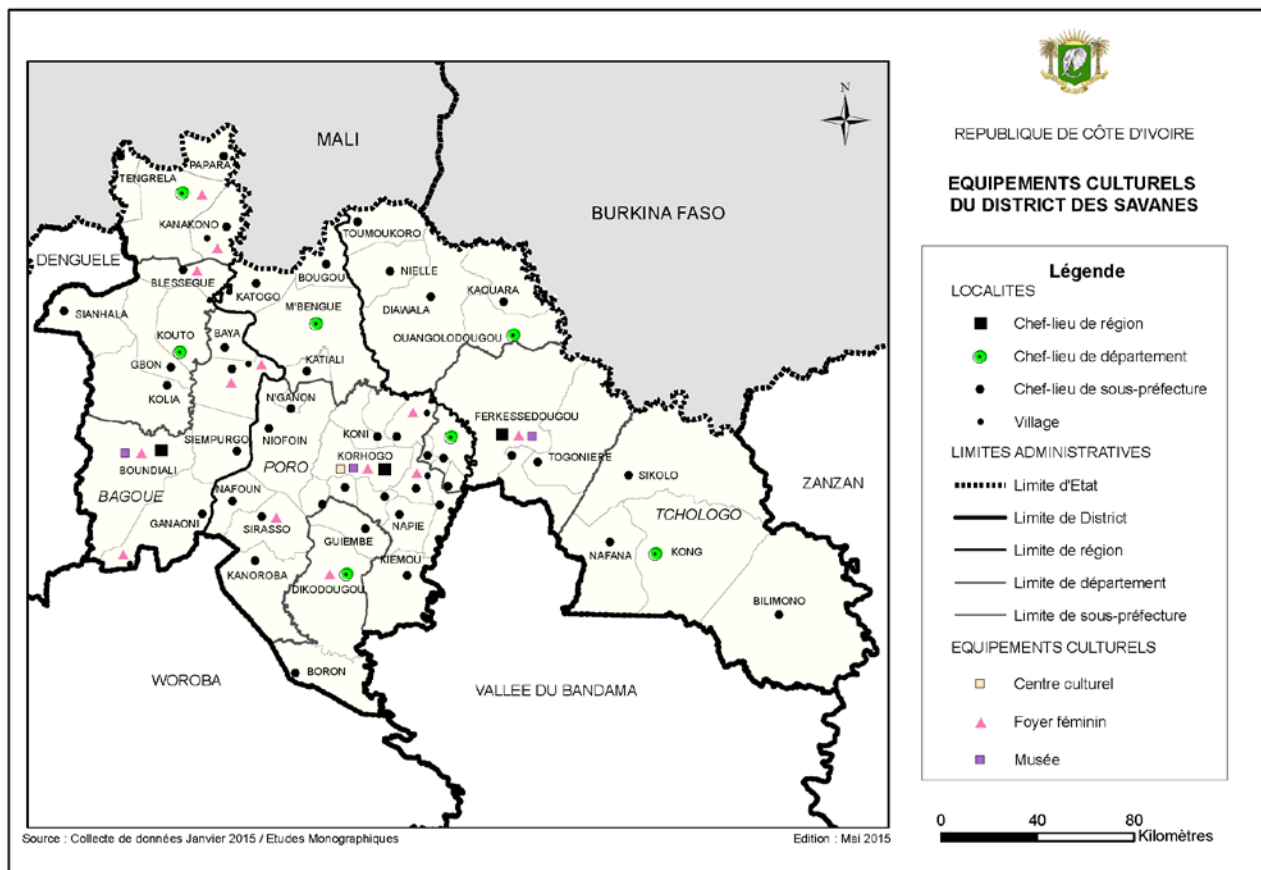 MALI
BURKINA FASO
N
PAPARA
TENGRELA
KANAKONO
TOUMOUKORO
DENGUELE
BLESSEGUE
BOUGOU
NIELLE
KATOGO
KAOUARA
SIANHALA
M'BENGUE
DIAWALA
KOUTO
BAYA
OUANGOLODOUGOU
GBON
KATIALI
KOLIA
N'GANON
FERKESSEDOUGOU
NIOFOIN
KONI
SIEMPURGO
KORHOGO
TOGONIERE
BOUNDIALI
PORO
SIKOLO
ZANZAN
BAGOUE
NAFOUN
TCHOLOGO
GANAONI
SIRASSO
NAPIE
GUIEMBE
NAFANA
KONG
KANOROBA
KIEMOU
DIKODOUGOU
BILIMONO
BORON
WOROBA
VALLEE DU BANDAMA
Source : Collecte de données Janvier 2015 / Etudes Monographiques
Edition : Mai 2015
REPUBLIQUE DE CÔTE D'IVOIRE
EQUIPEMENTS CULTURELS
DU DISTRICT DES SAVANES
Légende
LOCALITES
Chef-lieu de région
Chef-lieu de département
Chef-lieu de sous-préfecture
Village
LIMITES ADMINISTRATIVES
Limite d'Etat
Limite de District
Limite de région
Limite de département
Limite de sous-préfecture
EQUIPEMENTS CULTURELS
Centre culturel
Foyer féminin
Musée
0 40 80
Kilomètres